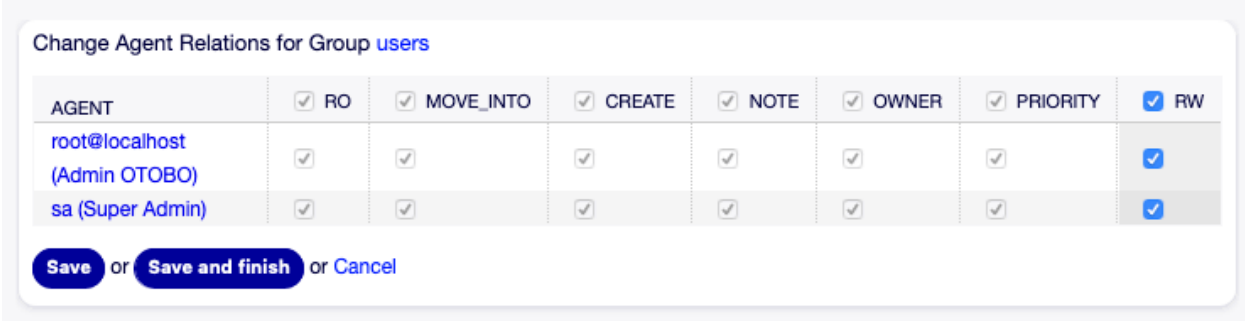 Change Agent Relations for Group users
AGENT RO MOVE_INTO CREATE NOTE OWNER PRIORITY RW
root@localhost
(Admin OTOBO)
sa (Super Admin)
Save or Save and finish or Cancel